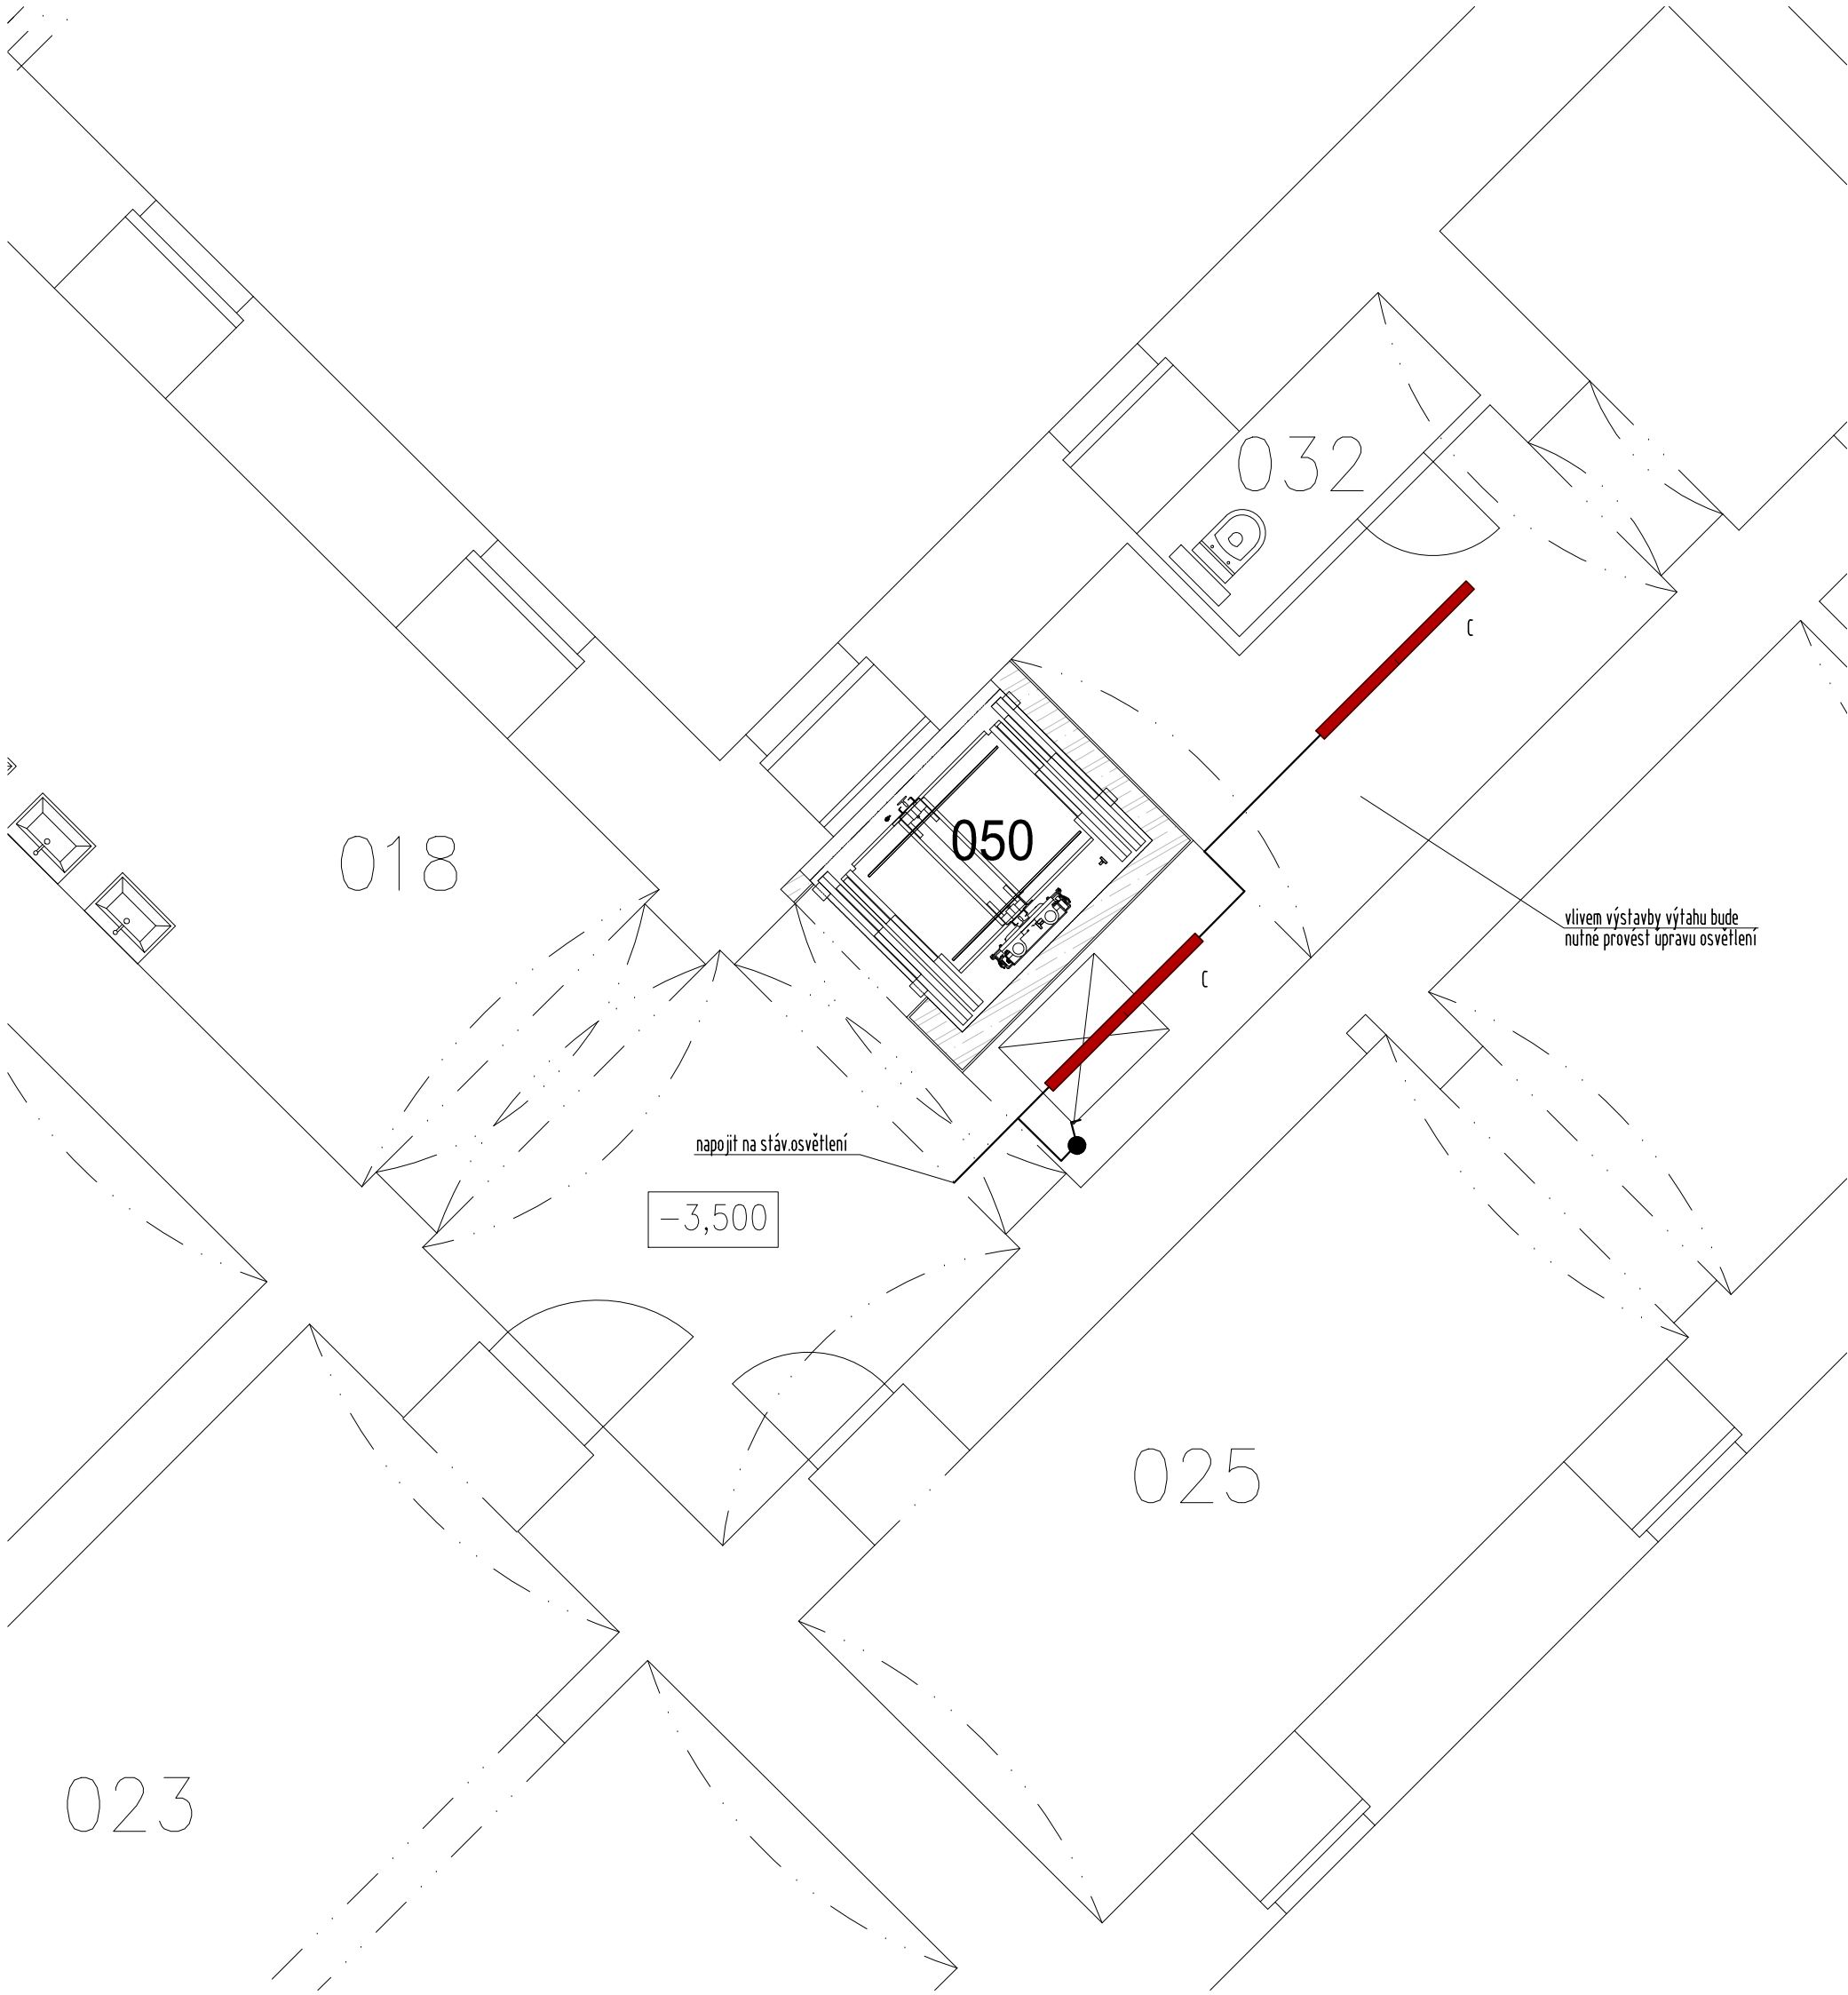 032
C
050
018
vlivem výstavby výtahu bude
nutné provést úpravu osvětlení
C
napojit na stáv.osvětlení
-3,500
025
023